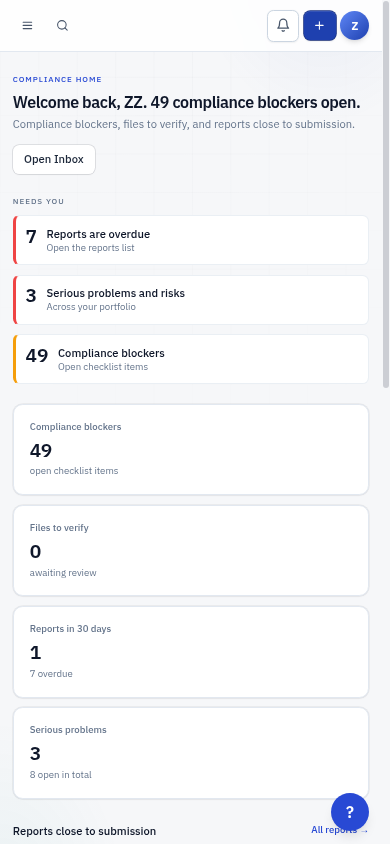 Z
COMPLIANCE HOME
Welcome back, ZZ. 49 compliance blockers open.
Compliance blockers, files to verify, and reports close to submission.
Open Inbox
NEEDS YOU
7
Reports are overdue
Open the reports list
3
Serious problems and risks
Across your portfolio
49
Compliance blockers
Open checklist items
Compliance blockers
49
open checklist items
Files to verify
0
awaiting review
Reports in 30 days
1
7 overdue
Serious problems
3
8 open in total
?
Reports close to submission
All reports →